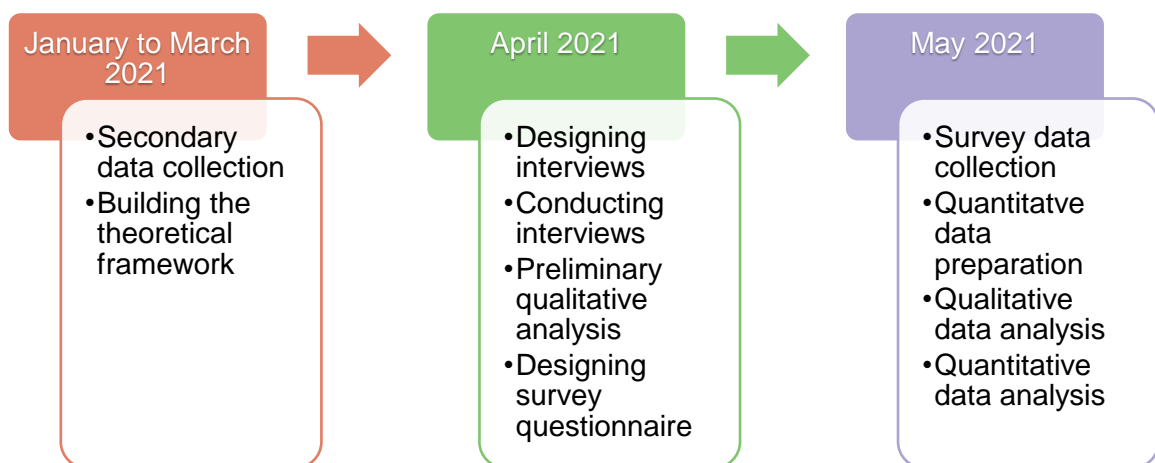 January to March
2021
•Secondary
data collection
•Building the
theoretical
framework
April 2021
•Designing
interviews
•Conducting
interviews
•Preliminary
qualitative
analysis
•Designing
survey
questionnaire
May 2021
•Survey data
collection
•Quantitatve
data
preparation
•Qualitative
data analysis
•Quantitative
data analysis